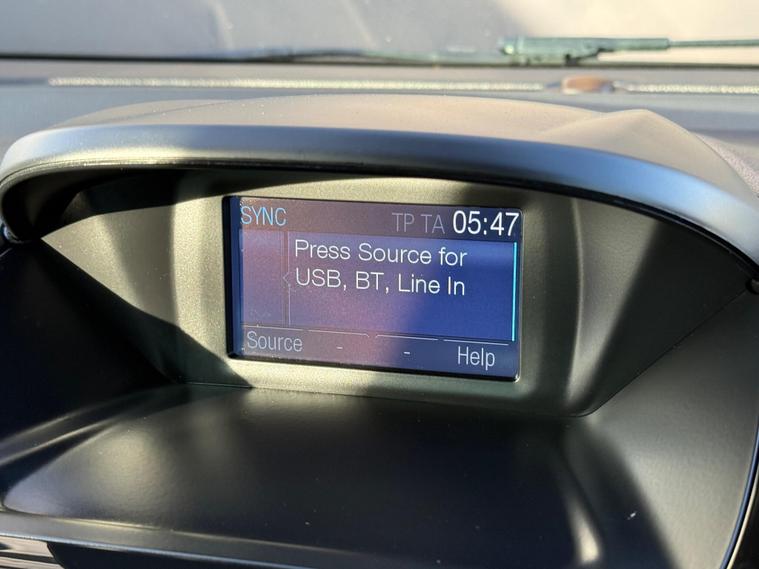 SYNC TP TA 05:47
Press Source for
USB, BT, Line In
Source - - Help